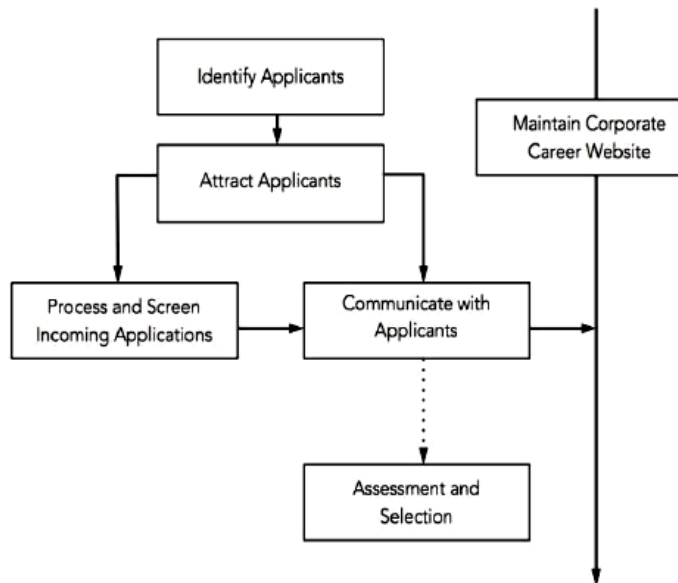 Identify Applicants
Maintain Corporate
Career Website
Attract Applicants
Process and Screen
Incoming Applications
Communicate with
Applicants
Assessment and
Selection